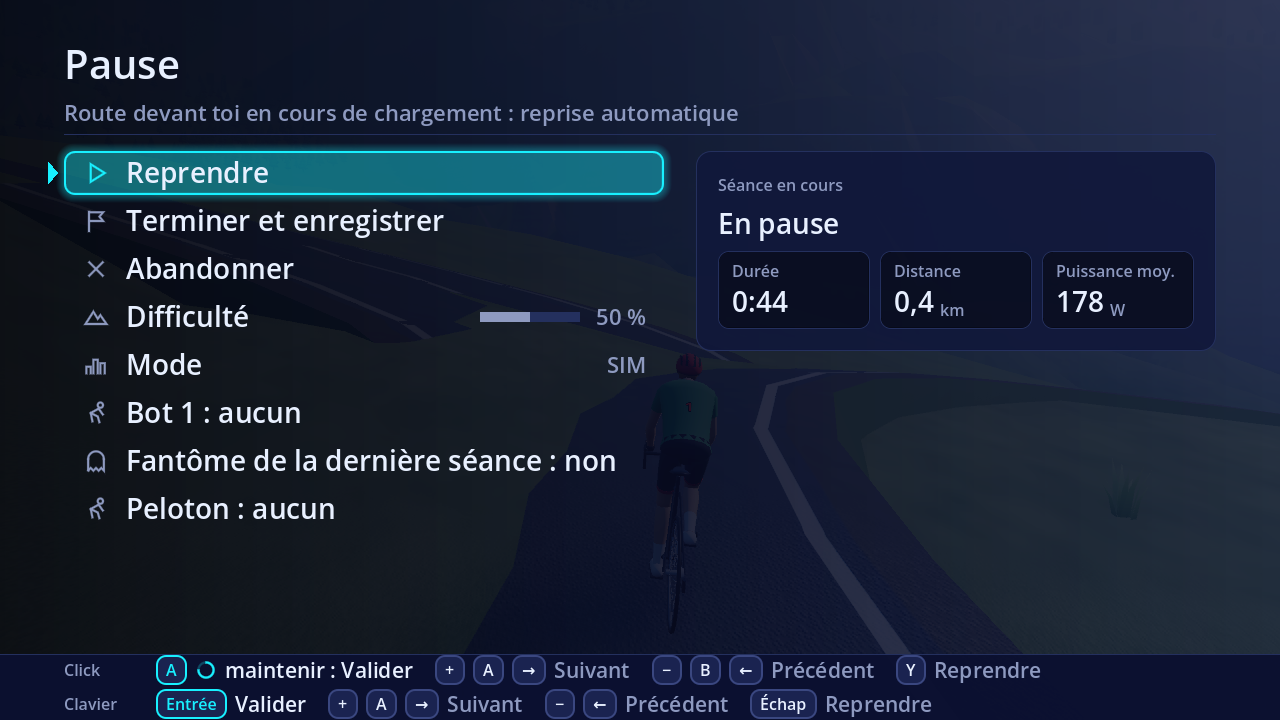 Pause
Route devant toi en cours de chargement : reprise automatique
Reprendre
Terminer et enregistrer
Abandonner
Difficulté 50 %
Mode SIM
Bot 1 : aucun
Fantôme de la dernière séance : non
Peloton : aucun
Séance en cours
En pause
Durée
0:44
Distance
0,4 km
Puissance moy.
178 W
Click A maintenir : Valider + A → Suivant − B ← Précédent Y Reprendre
Clavier Entrée Valider + A → Suivant − ← Précédent Échap Reprendre